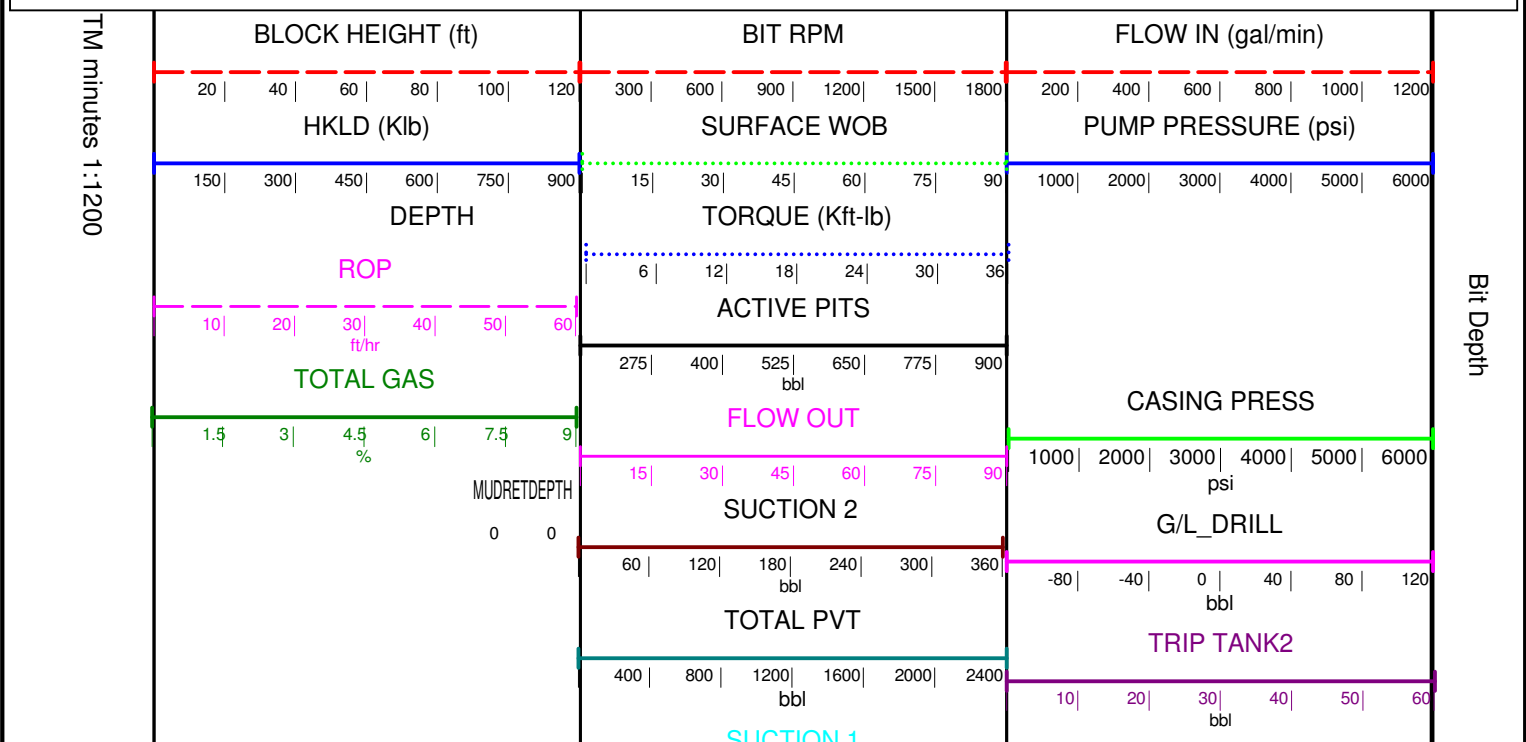 TM minutes 1:1200
BLOCK HEIGHT (ft)
20 40 60 80 100 120
HKLD (Klb)
150 300 450 600 750 900
DEPTH
ROP
10 20 30 40 50 60
ft/hr
TOTAL GAS
1.5 3 4.5 6 7.5 9
%
MUDRETDEPTH
0 0
BIT RPM
300 600 900 1200 1500 1800
SURFACE WOB
15 30 45 60 75 90
TORQUE (Kft-lb)
6 12 18 24 30 36
ACTIVE PITS
275 400 525 650 775 900
bbl
FLOW OUT
15 30 45 60 75 90
SUCTION 2
60 120 180 240 300 360
bbl
TOTAL PVT
400 800 1200 1600 2000 2400
bbl
SUCTION 1
FLOW IN (gal/min)
200 400 600 800 1000 1200
PUMP PRESSURE (psi)
1000 2000 3000 4000 5000 6000
CASING PRESS
1000 2000 3000 4000 5000 6000
psi
G/L_DRILL
-80 -40 0 40 80 120
bbl
TRIP TANK2
10 20 30 40 50 60
bbl
Bit Depth